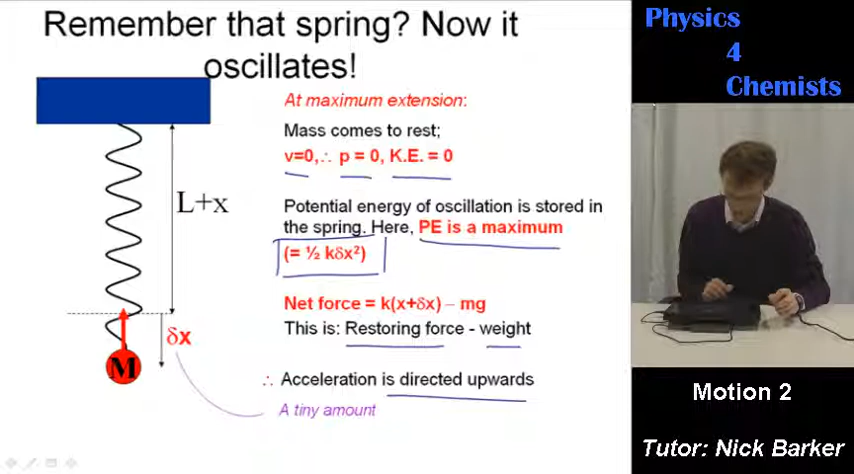 Remember that spring? Now it
oscillates!
At maximum extension:
Mass comes to rest;
v=0,∴ p = 0, K.E. = 0
L+x
Potential energy of oscillation is stored in
the spring. Here, PE is a maximum
(= ½ kδx²)
Net force = k(x+δx) – mg
This is: Restoring force - weight
δx
M
∴ Acceleration is directed upwards
A tiny amount
Physics
4
Chemists
Motion 2
Tutor: Nick Barker